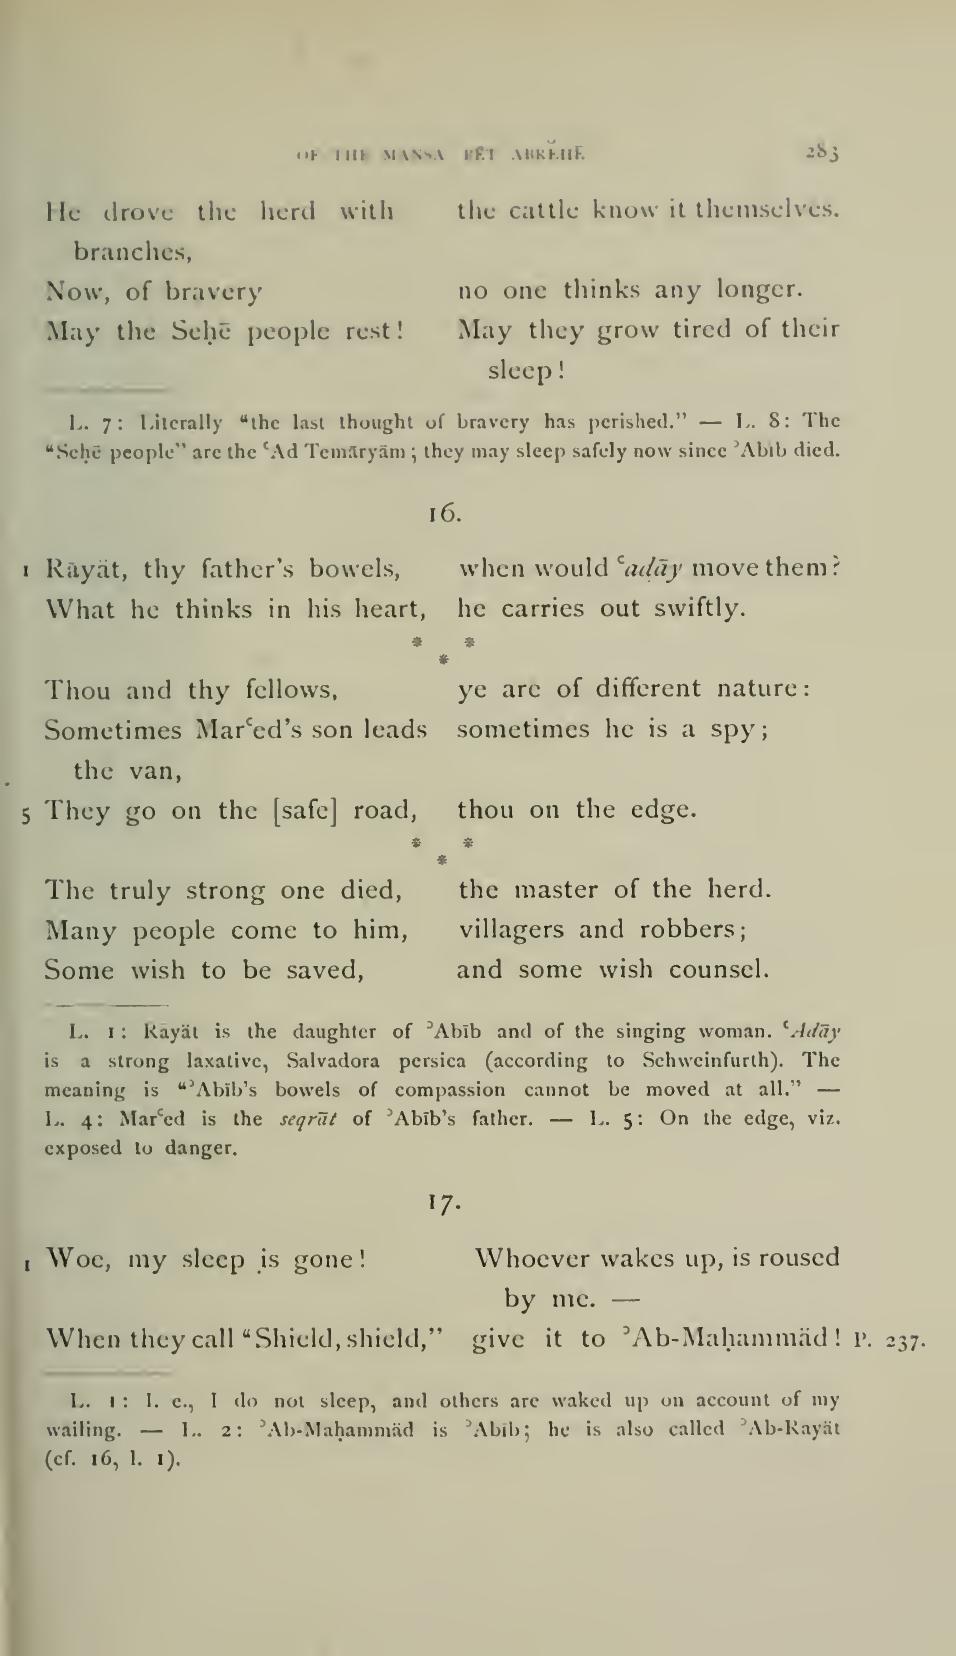 OF THE MANSA BĒT ABRĔHĒ 283
He drove the herd with the cattle know it themselves.
branches,
Now, of bravery no one thinks any longer.
May the Seḥē people rest! May they grow tired of their
sleep!
L. 7: Literally “the last thought of bravery has perished.” — L. 8: The
“Seḥē people” are the ʿAd Temāryām; they may sleep safely now since ʾAbīb died.
16.
1 Rāyät, thy father's bowels, when would ʿadāy move them?
What he thinks in his heart, he carries out swiftly.
* * *
Thou and thy fellows, ye are of different nature:
Sometimes Marʿed's son leads sometimes he is a spy;
the van,
5 They go on the [safe] road, thou on the edge.
* * *
The truly strong one died, the master of the herd.
Many people come to him, villagers and robbers;
Some wish to be saved, and some wish counsel.
L. 1: Rāyät is the daughter of ʾAbīb and of the singing woman. ʿAdāy
is a strong laxative, Salvadora persica (according to Schweinfurth). The
meaning is “ʾAbīb's bowels of compassion cannot be moved at all.” —
L. 4: Marʿed is the seqrāt of ʾAbīb's father. — L. 5: On the edge, viz.
exposed to danger.
17.
1 Woe, my sleep is gone! Whoever wakes up, is roused
by me. —
When they call “Shield, shield,” give it to ʾAb-Maḥammäd! P. 237.
L. 1: I. e., I do not sleep, and others are waked up on account of my
wailing. — L. 2: ʾAb-Maḥammäd is ʾAbīb; he is also called ʾAb-Rayät
(cf. 16, l. 1).